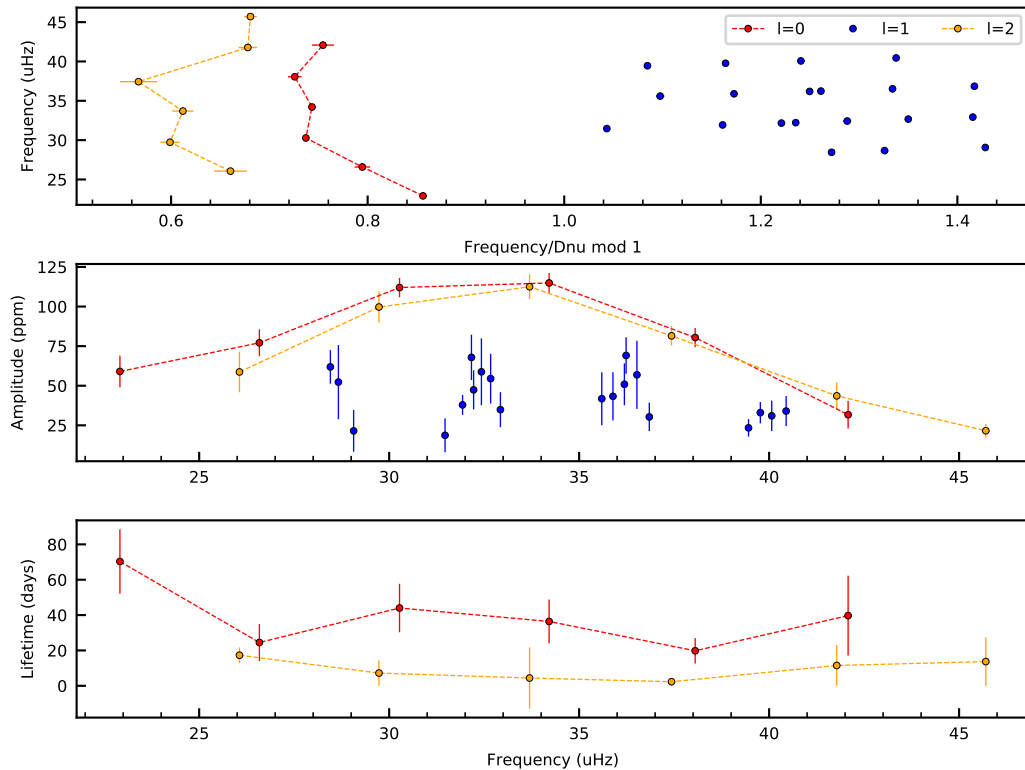 45
40
35
30
25
Frequency (uHz)
l=0 l=1 l=2
0.6 0.8 1.0 1.2 1.4
Frequency/Dnu mod 1
125
100
75
50
25
Amplitude (ppm)
25 30 35 40 45
80
60
40
20
0
Lifetime (days)
25 30 35 40 45
Frequency (uHz)